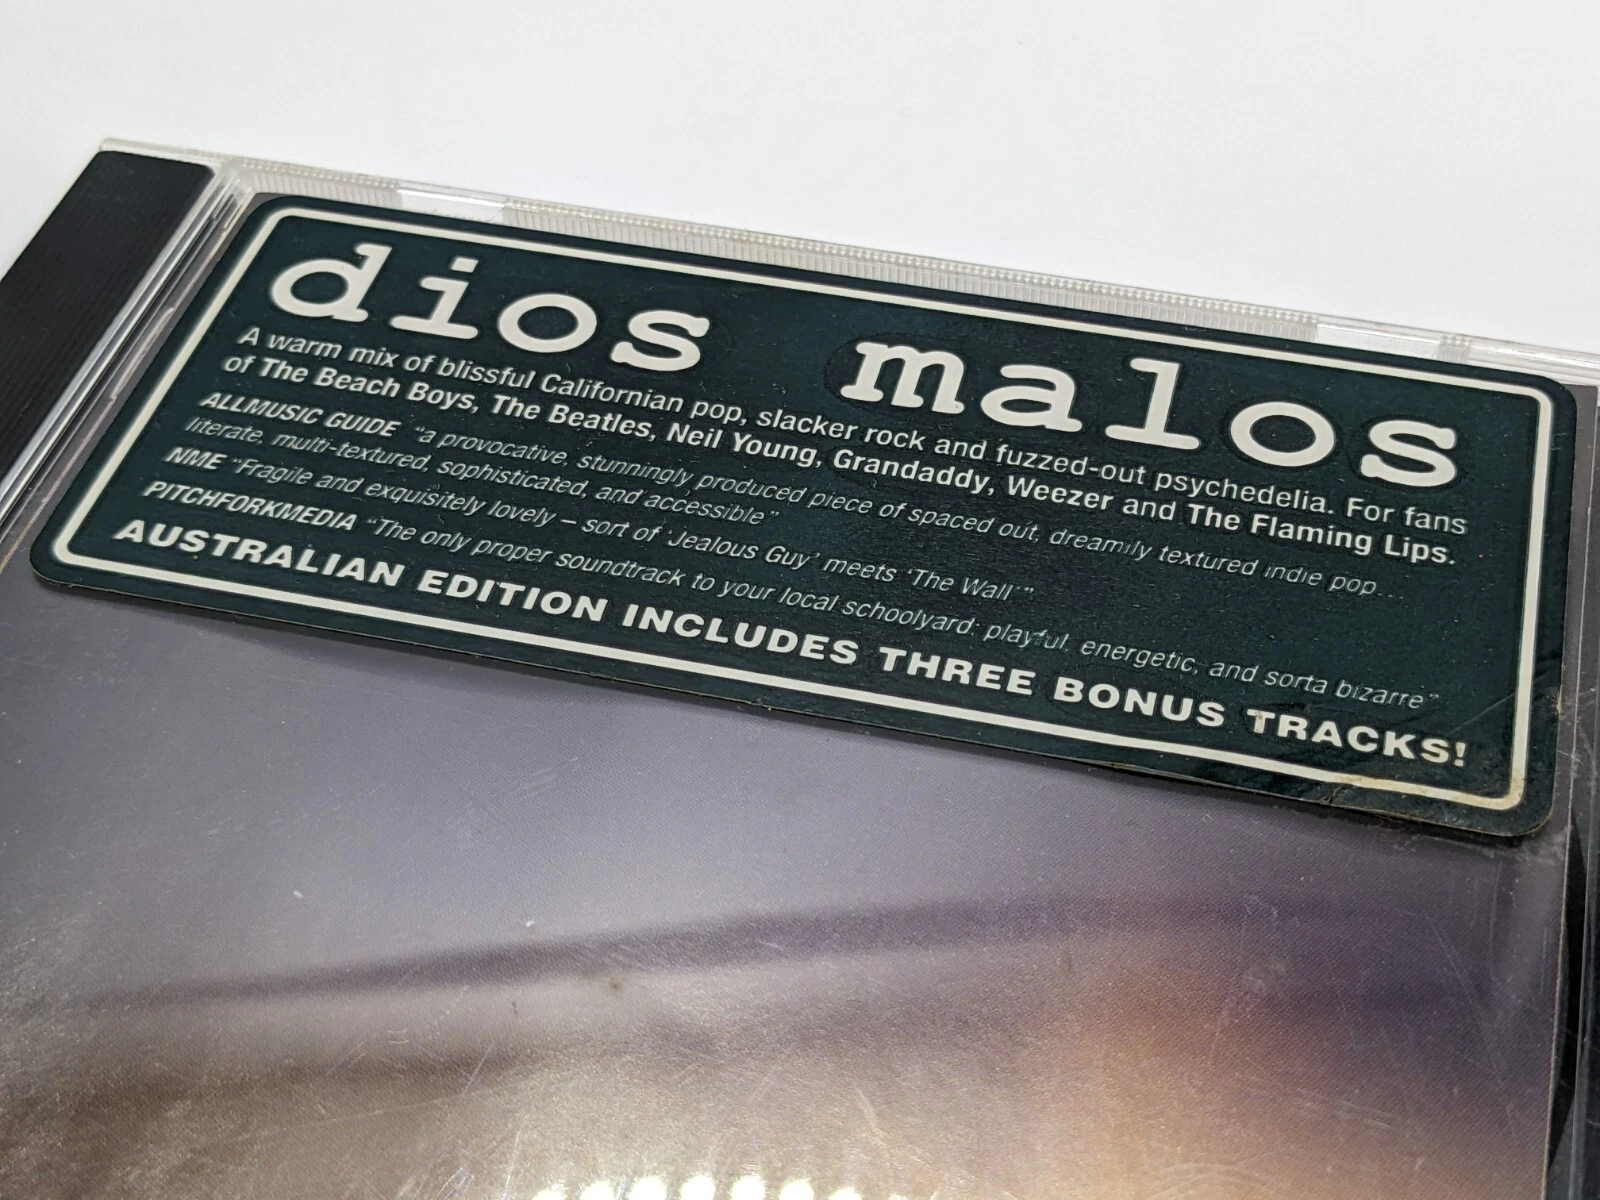 dios malos
A warm mix of blissful Californian pop, slacker rock and fuzzed-out psychedelia. For fans
of The Beach Boys, The Beatles, Neil Young, Grandaddy, Weezer and The Flaming Lips.
ALLMUSIC GUIDE "a provocative, stunningly produced piece of spaced out, dreamily textured indie pop...
literate, multi-textured, sophisticated, and accessible"
NME "Fragile and exquisitely lovely – sort of 'Jealous Guy' meets 'The Wall'"
PITCHFORKMEDIA "The only proper soundtrack to your local schoolyard: playful, energetic, and sorta bizarre"
AUSTRALIAN EDITION INCLUDES THREE BONUS TRACKS!